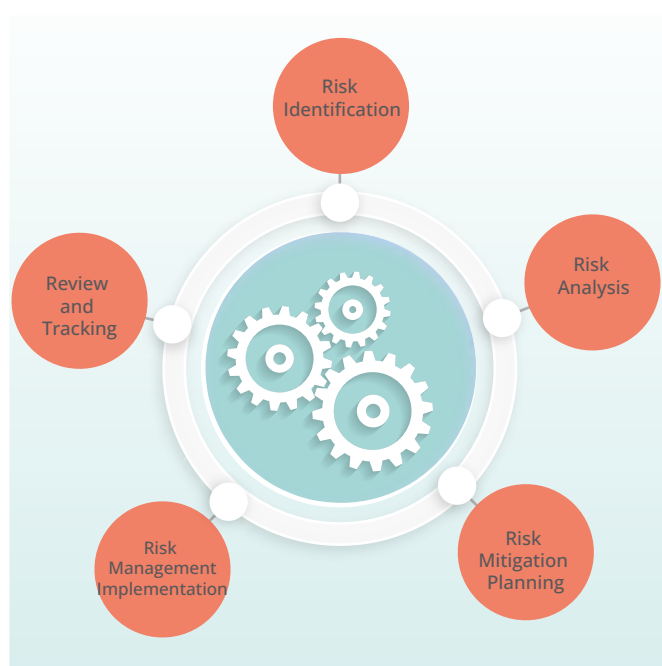 Risk
Identification
Risk
Analysis
Risk
Mitigation
Planning
Risk
Management
Implementation
Review
and
Tracking